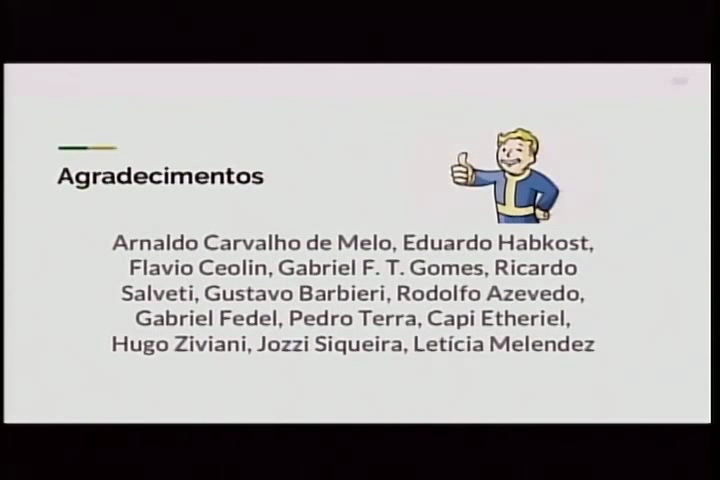 Agradecimentos
Arnaldo Carvalho de Melo, Eduardo Habkost,
Flavio Ceolin, Gabriel F. T. Gomes, Ricardo
Salveti, Gustavo Barbieri, Rodolfo Azevedo,
Gabriel Fedel, Pedro Terra, Capi Etheriel,
Hugo Ziviani, Jozzi Siqueira, Letícia Melendez